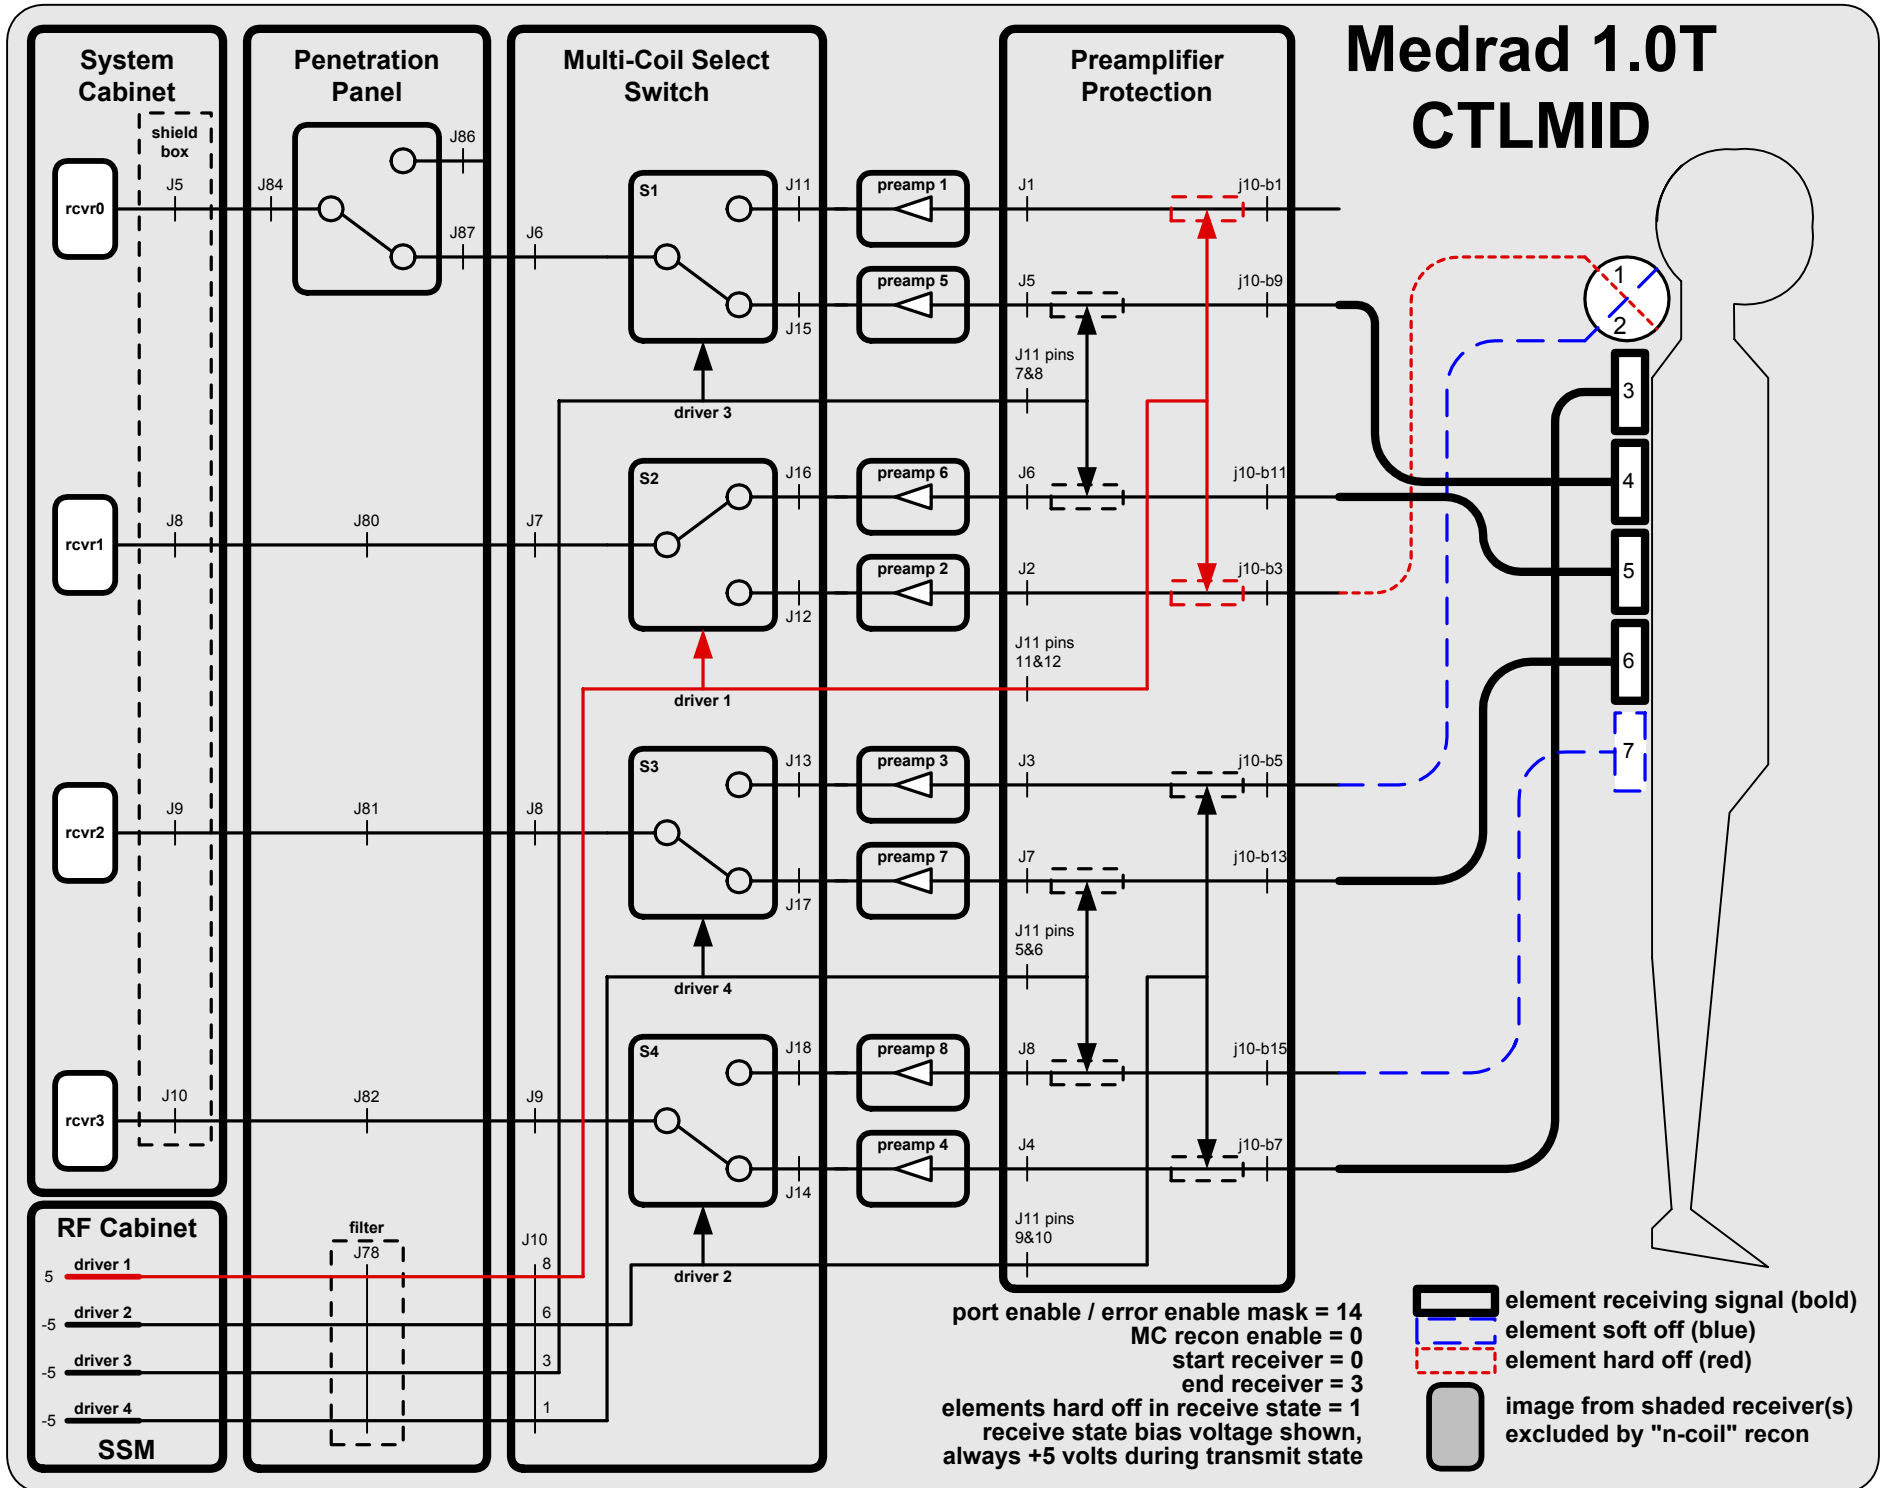 Medrad 1.0T
CTLMID
System
Cabinet
shield
box
rcvr0
J5
rcvr1
J8
rcvr2
J9
rcvr3
J10
RF Cabinet
driver 1
5
driver 2
-5
driver 3
-5
driver 4
-5
SSM
Penetration
Panel
J84
J86
J87
J80
J81
J82
filter
J78
Multi-Coil Select
Switch
J6
S1
J11
J15
driver 3
J7
S2
J16
J12
driver 1
J8
S3
J13
J17
driver 4
J9
S4
J18
J14
driver 2
J10
8
6
3
1
preamp 1
preamp 5
preamp 6
preamp 2
preamp 3
preamp 7
preamp 8
preamp 4
Preamplifier
Protection
J1
j10-b1
J5
j10-b9
J11 pins
7&8
J6
j10-b11
J2
j10-b3
J11 pins
11&12
J3
j10-b5
J7
j10-b13
J11 pins
5&6
J8
j10-b15
J4
j10-b7
J11 pins
9&10
1
2
3
4
5
6
7
port enable / error enable mask = 14
MC recon enable = 0
start receiver = 0
end receiver = 3
elements hard off in receive state = 1
receive state bias voltage shown,
always +5 volts during transmit state
element receiving signal (bold)
element soft off (blue)
element hard off (red)
image from shaded receiver(s)
excluded by "n-coil" recon